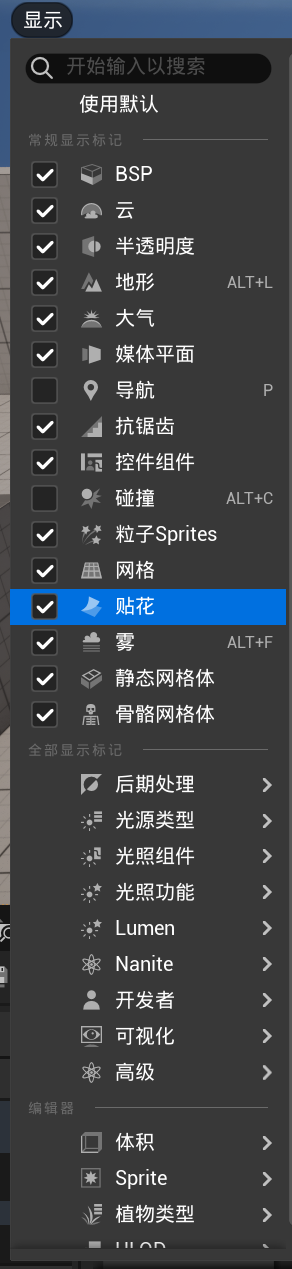 显示
开始输入以搜索
使用默认
常规显示标记
BSP
云
半透明度
地形 ALT+L
大气
媒体平面
导航 P
抗锯齿
控件组件
碰撞 ALT+C
粒子Sprites
网格
贴花
雾 ALT+F
静态网格体
骨骼网格体
全部显示标记
后期处理
光源类型
光照组件
光照功能
Lumen
Nanite
开发者
可视化
高级
编辑器
体积
Sprite
植物类型